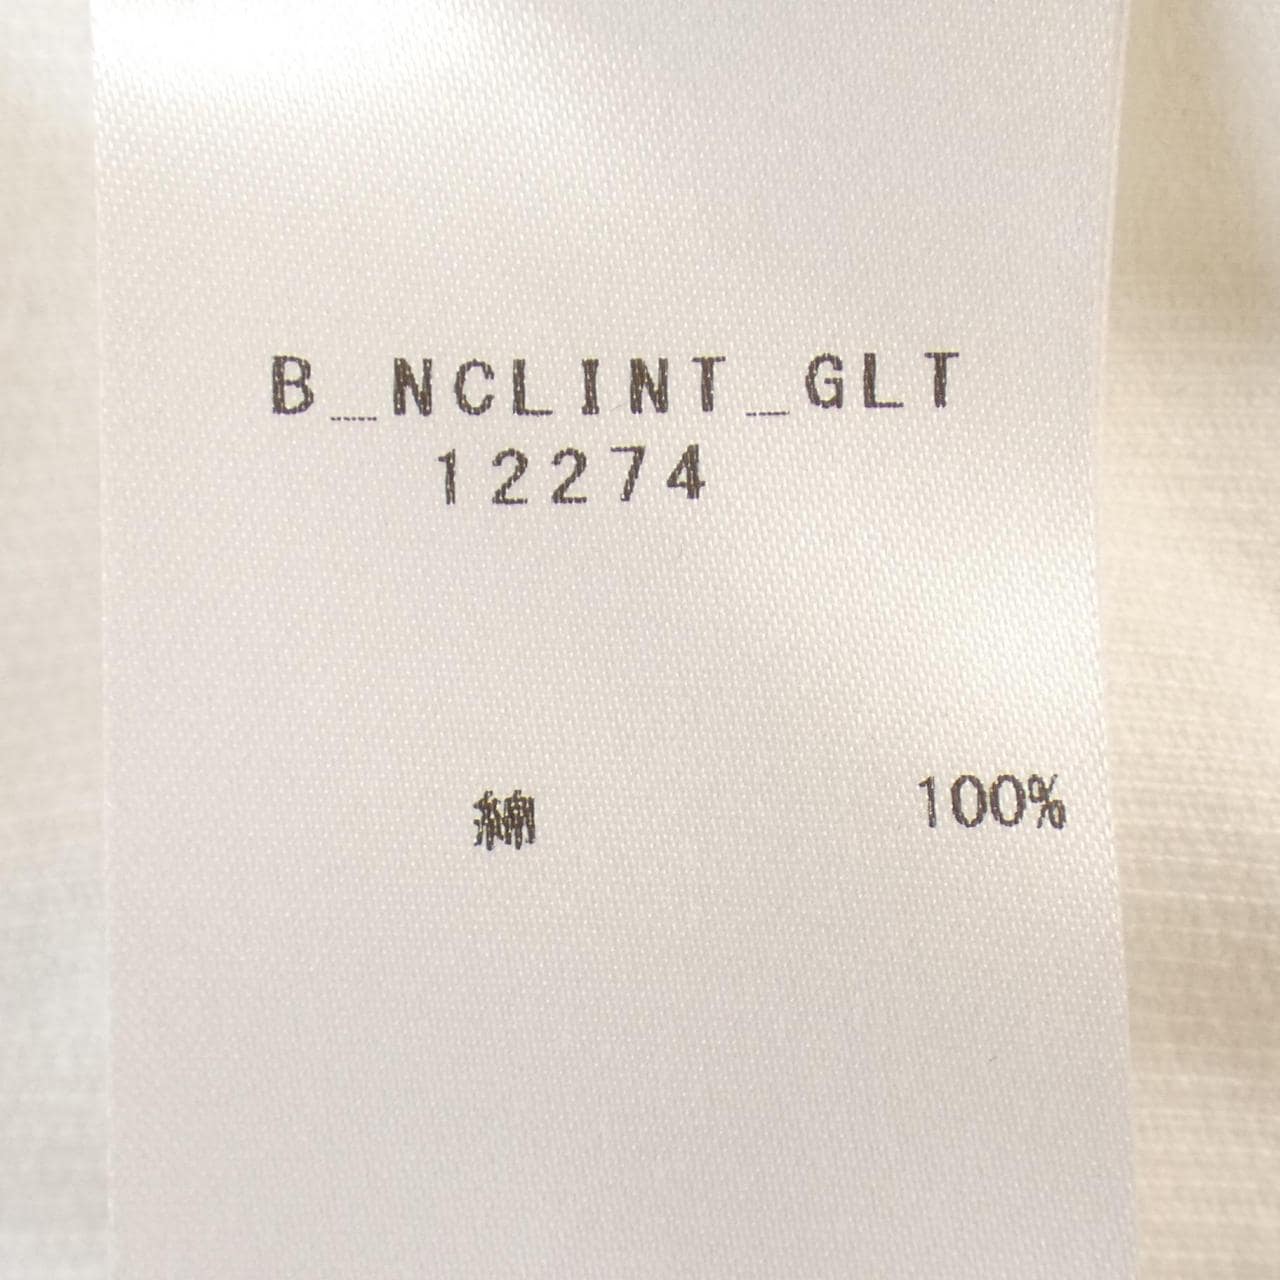 B_NCLINT_GLT
12274
綿 100%